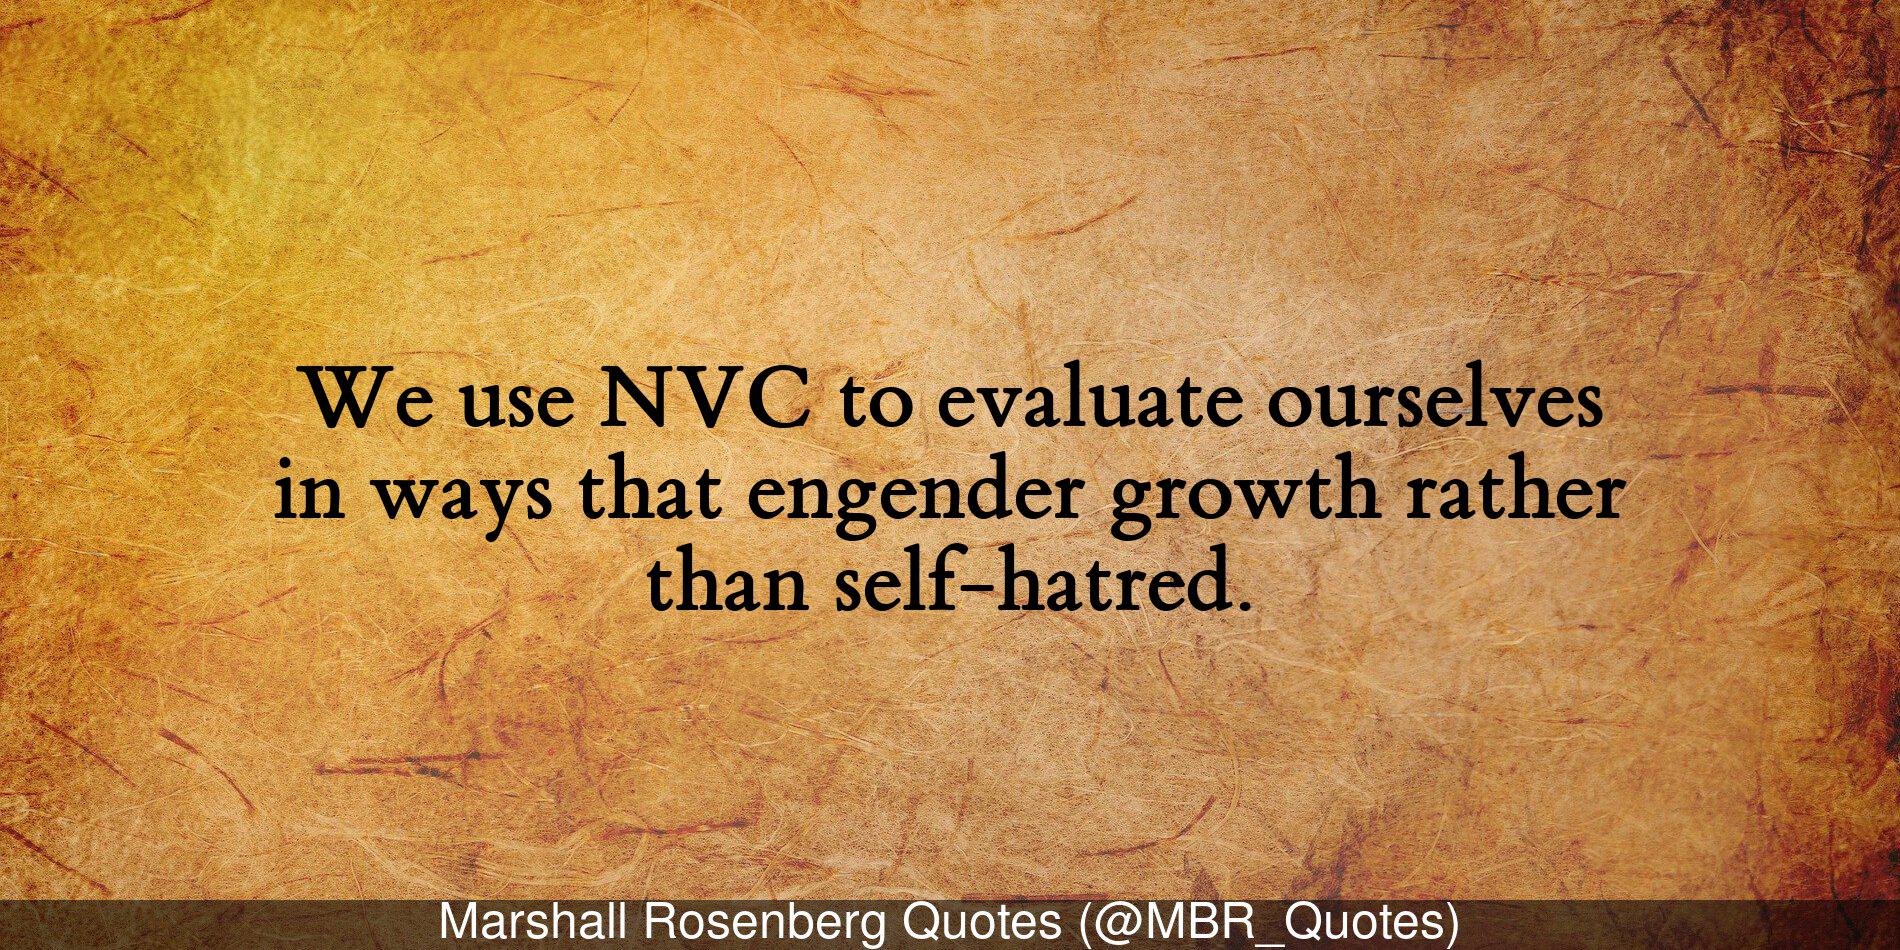 We use NVC to evaluate ourselves
in ways that engender growth rather
than self-hatred.
Marshall Rosenberg Quotes (@MBR_Quotes)